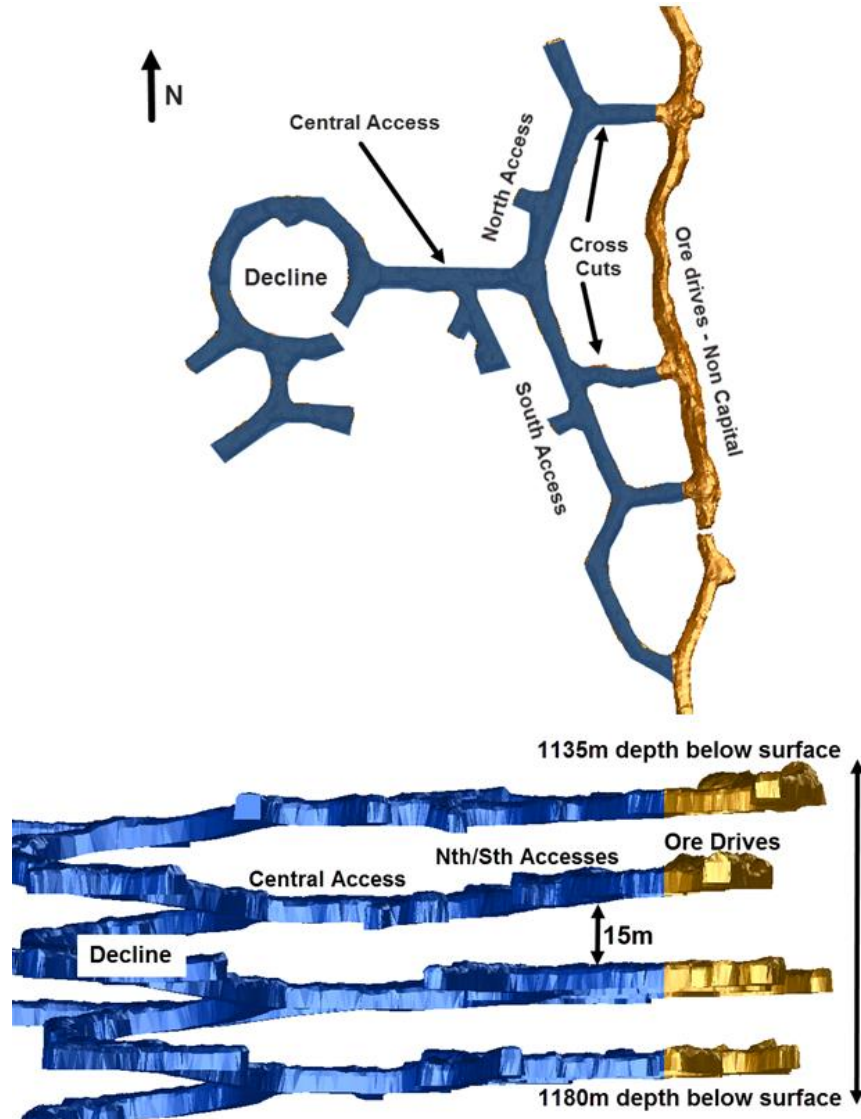 N
Central Access
North Access
Decline
Cross
Cuts
Ore drives - Non Capital
South Access
1135m depth below surface
Ore Drives
Nth/Sth Accesses
Central Access
15m
Decline
1180m depth below surface